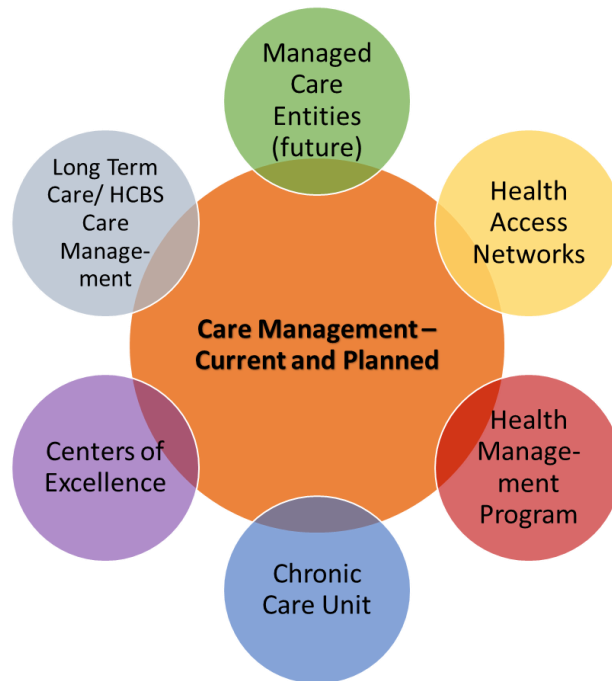 Managed
Care
Entities
(future)
Long Term
Care/ HCBS
Care
Manage-
ment
Health
Access
Networks
Care Management –
Current and Planned
Centers of
Excellence
Health
Manage-
ment
Program
Chronic
Care Unit